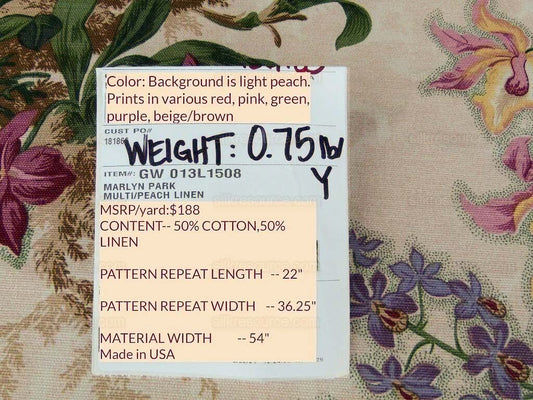 Color: Background is light peach.
Prints in various red, pink, green,
purple, beige/brown
CUST PO#
WEIGHT: 0.75 lb/
Y
ITEM#: GW 013L1508
MARLYN PARK
MULTI/PEACH LINEN
MSRP/yard:$188
CONTENT-- 50% COTTON,50%
LINEN
PATTERN REPEAT LENGTH -- 22"
PATTERN REPEAT WIDTH -- 36.25"
MATERIAL WIDTH -- 54"
Made in USA